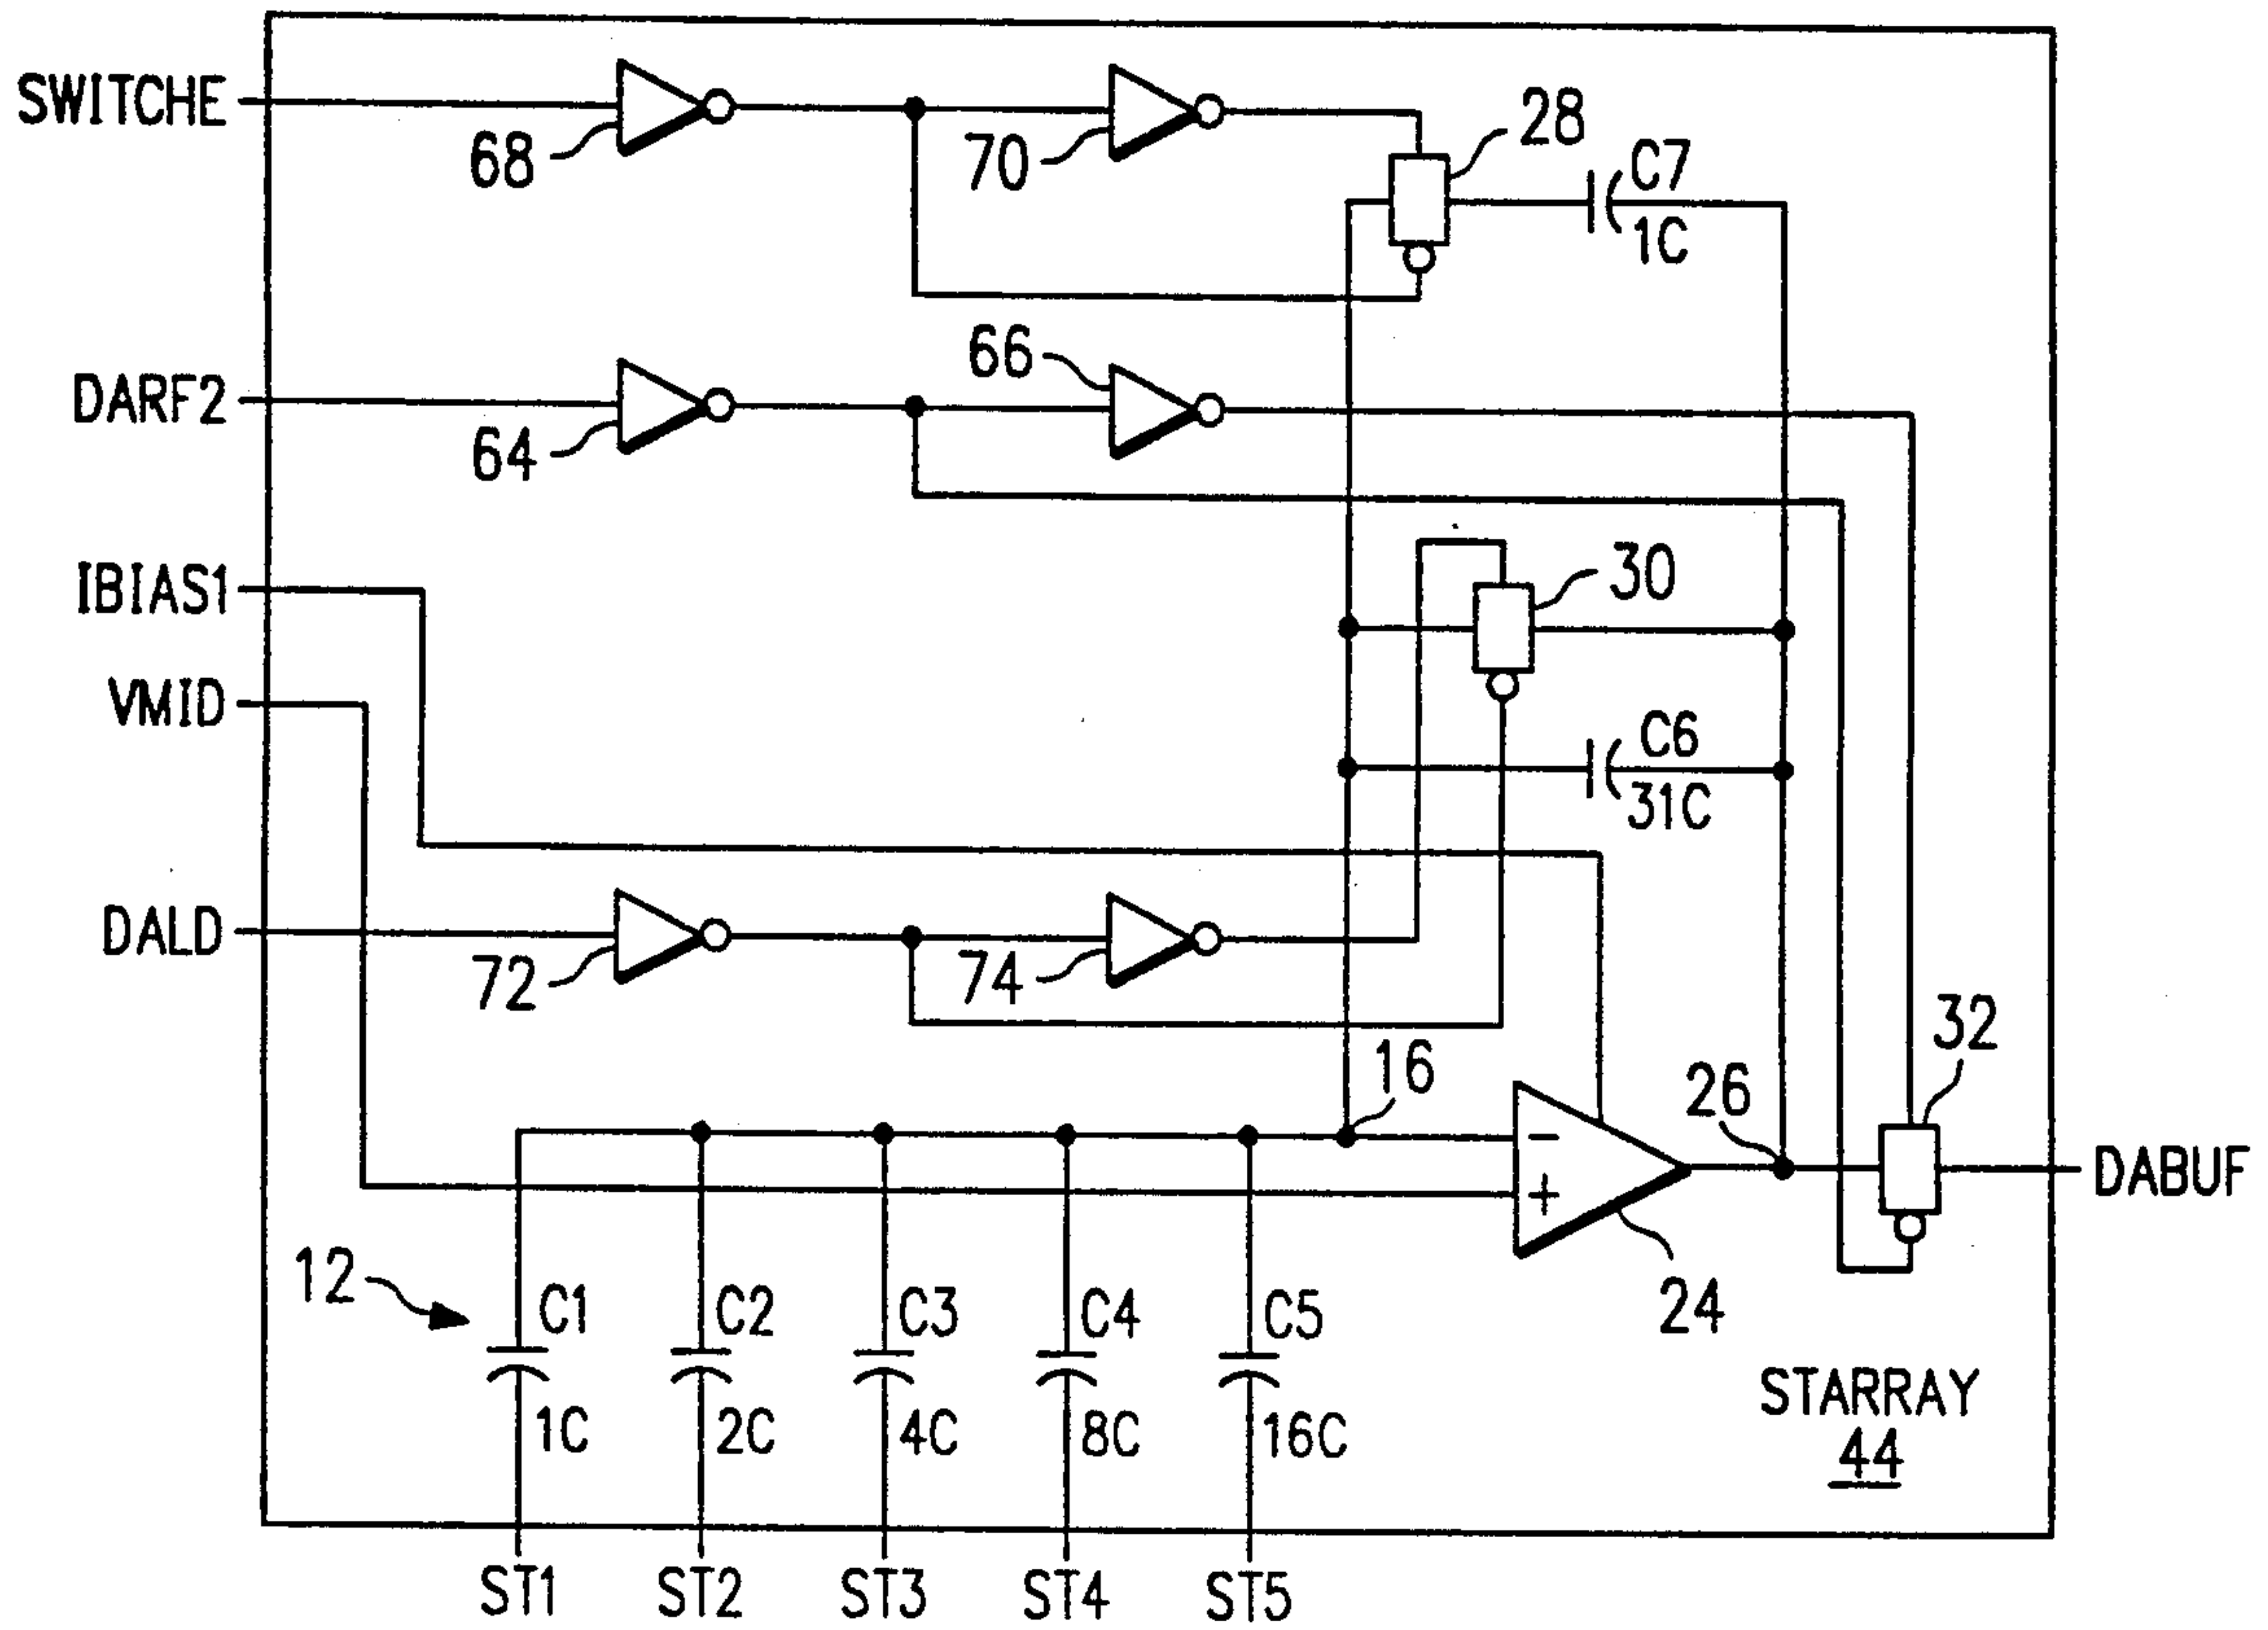 SWITCHE
68
70
28
C7
1C
DARF2
64
66
IBIAS1
30
VMID
C6
31C
DALD
72
74
16
26
32
DABUF
12
C1
C2
C3
C4
C5
24
1C
2C
4C
8C
16C
STARRAY
44
ST1
ST2
ST3
ST4
ST5
−
+